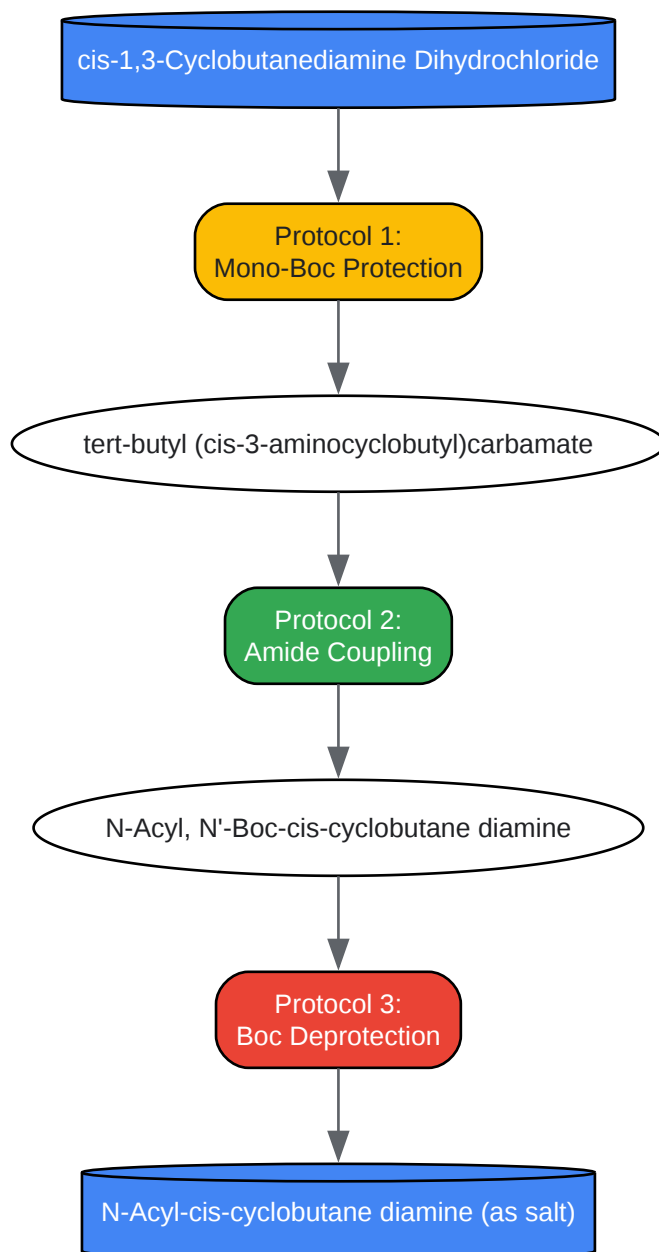 cis-1,3-Cyclobutanediamine Dihydrochloride
Protocol 1:
Mono-Boc Protection
tert-butyl (cis-3-aminocyclobutyl)carbamate
Protocol 2:
Amide Coupling
N-Acyl, N'-Boc-cis-cyclobutane diamine
Protocol 3:
Boc Deprotection
N-Acyl-cis-cyclobutane diamine (as salt)